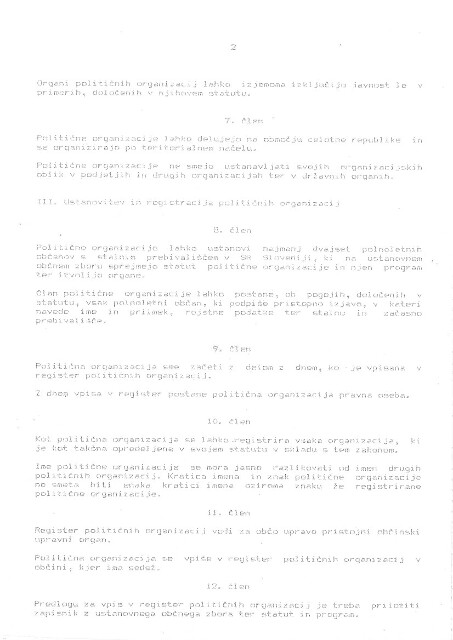 2
Organi političnih organizacij lahko izjemoma izključijo javnost le v
primerih, določenih v njihovem statutu.
7. člen
Politične organizacije lahko delujejo na območju celotne republike in
se organizirajo po teritorialnem načelu.
Politične organizacije ne smejo ustanavljati svojih organizacijskih
oblik v podjetjih in drugih organizacijah ter v državnih organih.
III. Ustanovitev in registracija političnih organizacij
8. člen
Politično organizacijo lahko ustanovi najmanj dvajset polnoletnih
občanov s stalnim prebivališčem v SR Sloveniji, ki na ustanovnem
občnem zboru sprejmejo statut politične organizacije in njen program
ter izvolijo organe.
Član politične organizacije lahko postane, ob pogojih, določenih v
statutu, vsak polnoletni občan, ki podpiše pristopno izjavo, v kateri
navede ime in priimek, rojstne podatke ter stalno in začasno
prebivališče.
9. člen
Politična organizacija sme začeti z delom z dnem, ko je vpisana v
register političnih organizacij.
Z dnem vpisa v register postane politična organizacija pravna oseba.
10. člen
Kot politična organizacija se lahko registrira vsaka organizacija, ki
je kot takšna opredeljena v svojem statutu v skladu s tem zakonom.
Ime politične organizacije se mora jasno razlikovati od imen drugih
političnih organizacij. Kratica imena in znak politične organizacije
ne smeta biti enaka kratici imena oziroma znaku že registrirane
politične organizacije.
11. člen
Register političnih organizacij vodi za občo upravo pristojni občinski
upravni organ.
Politična organizacija se vpiše v register političnih organizacij v
občini, kjer ima sedež.
12. člen
Predlogu za vpis v register političnih organizacij je treba priložiti
zapisnik z ustanovnega občnega zbora ter statut in program.